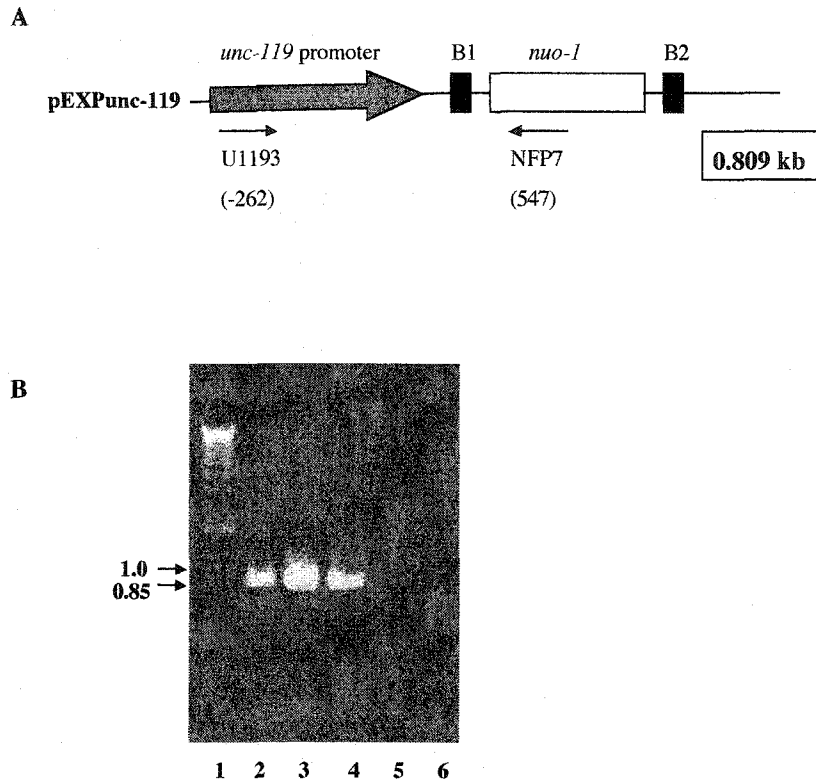 A
unc-119 promoter B1 nuo-1 B2
pEXPunc-119
U1193 NFP7 0.809 kb
(-262) (547)
B
1.0
0.85
1 2 3 4 5 6